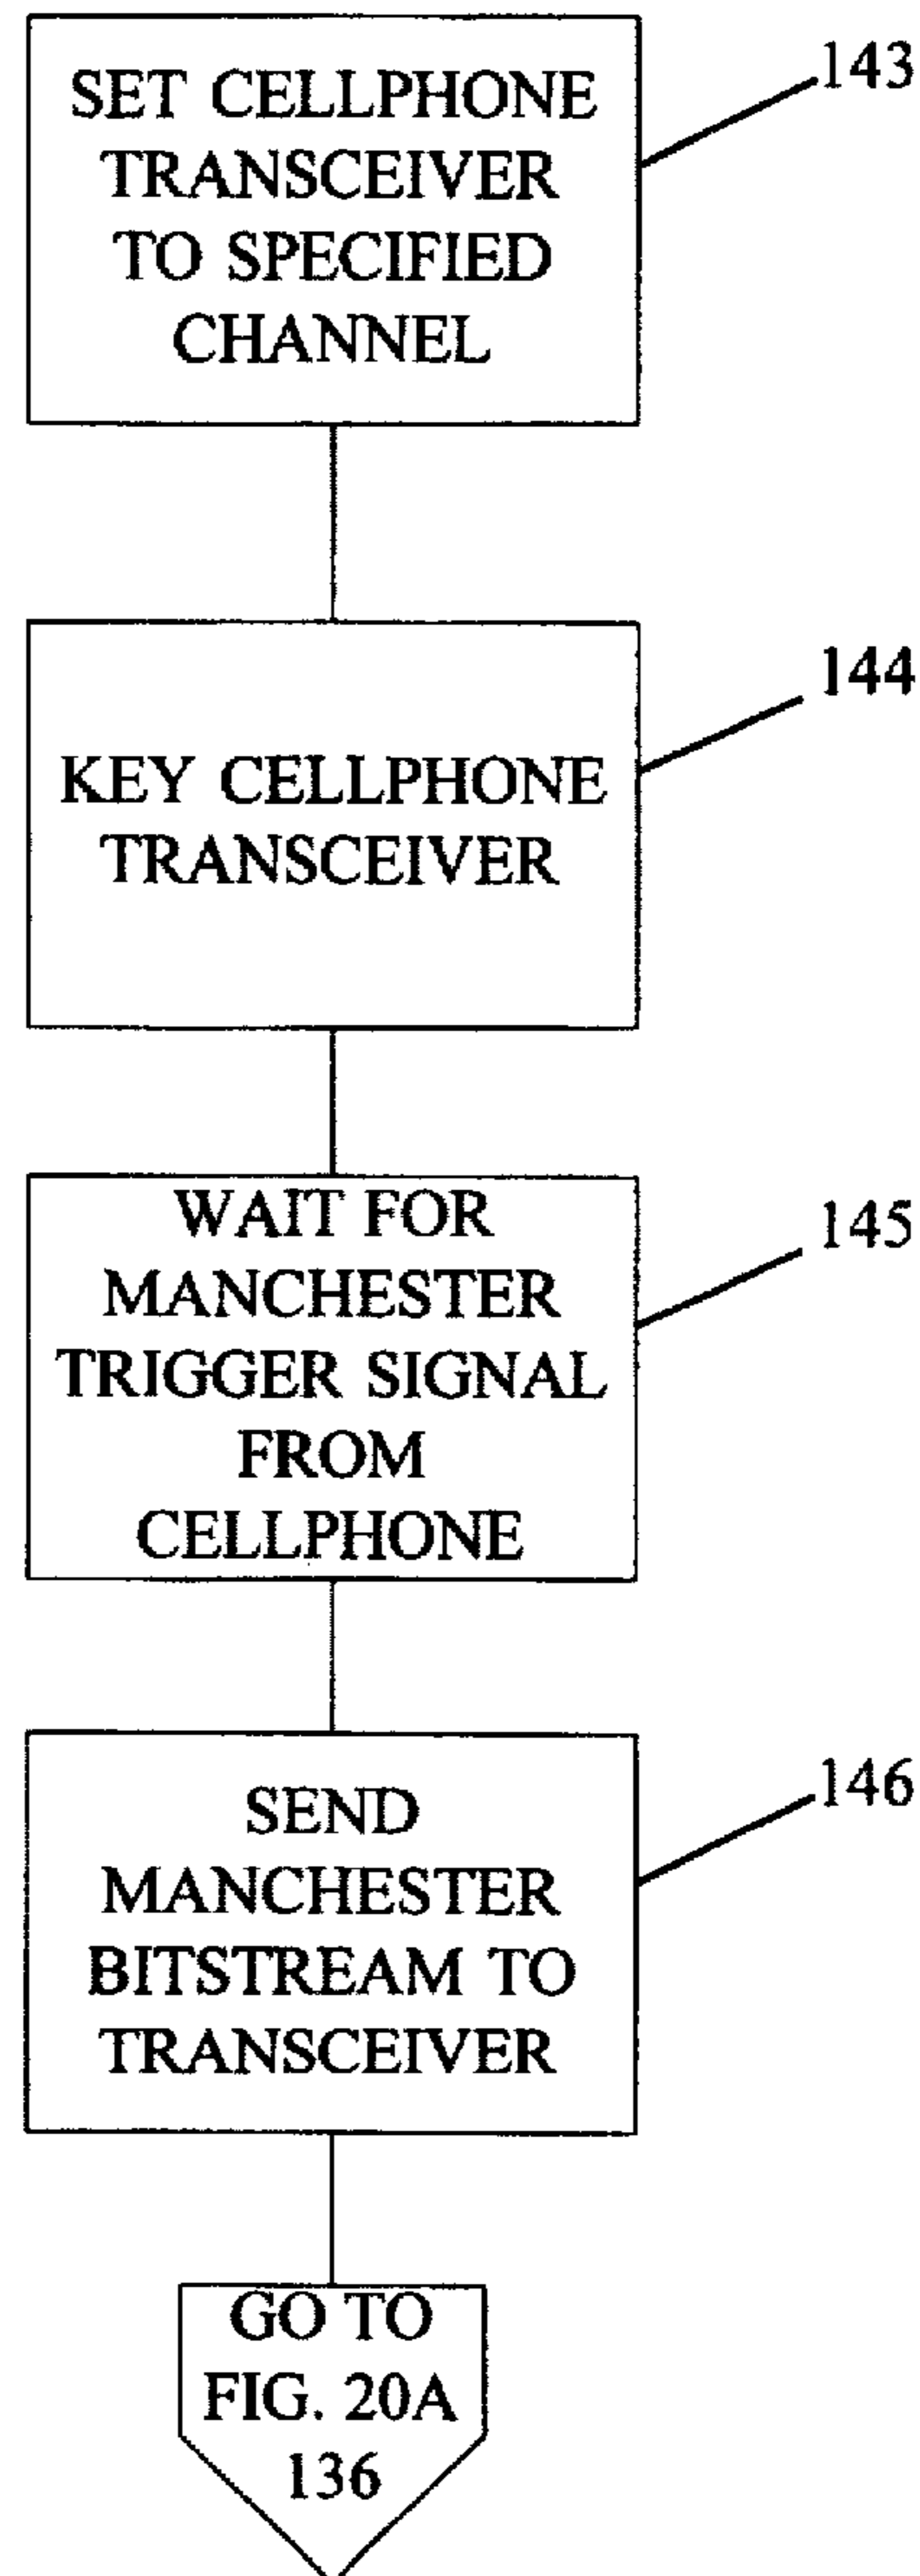 SET CELLPHONE
TRANSCEIVER
TO SPECIFIED
CHANNEL
143
KEY CELLPHONE
TRANSCEIVER
144
WAIT FOR
MANCHESTER
TRIGGER SIGNAL
FROM
CELLPHONE
145
SEND
MANCHESTER
BITSTREAM TO
TRANSCEIVER
146
GO TO
FIG. 20A
136